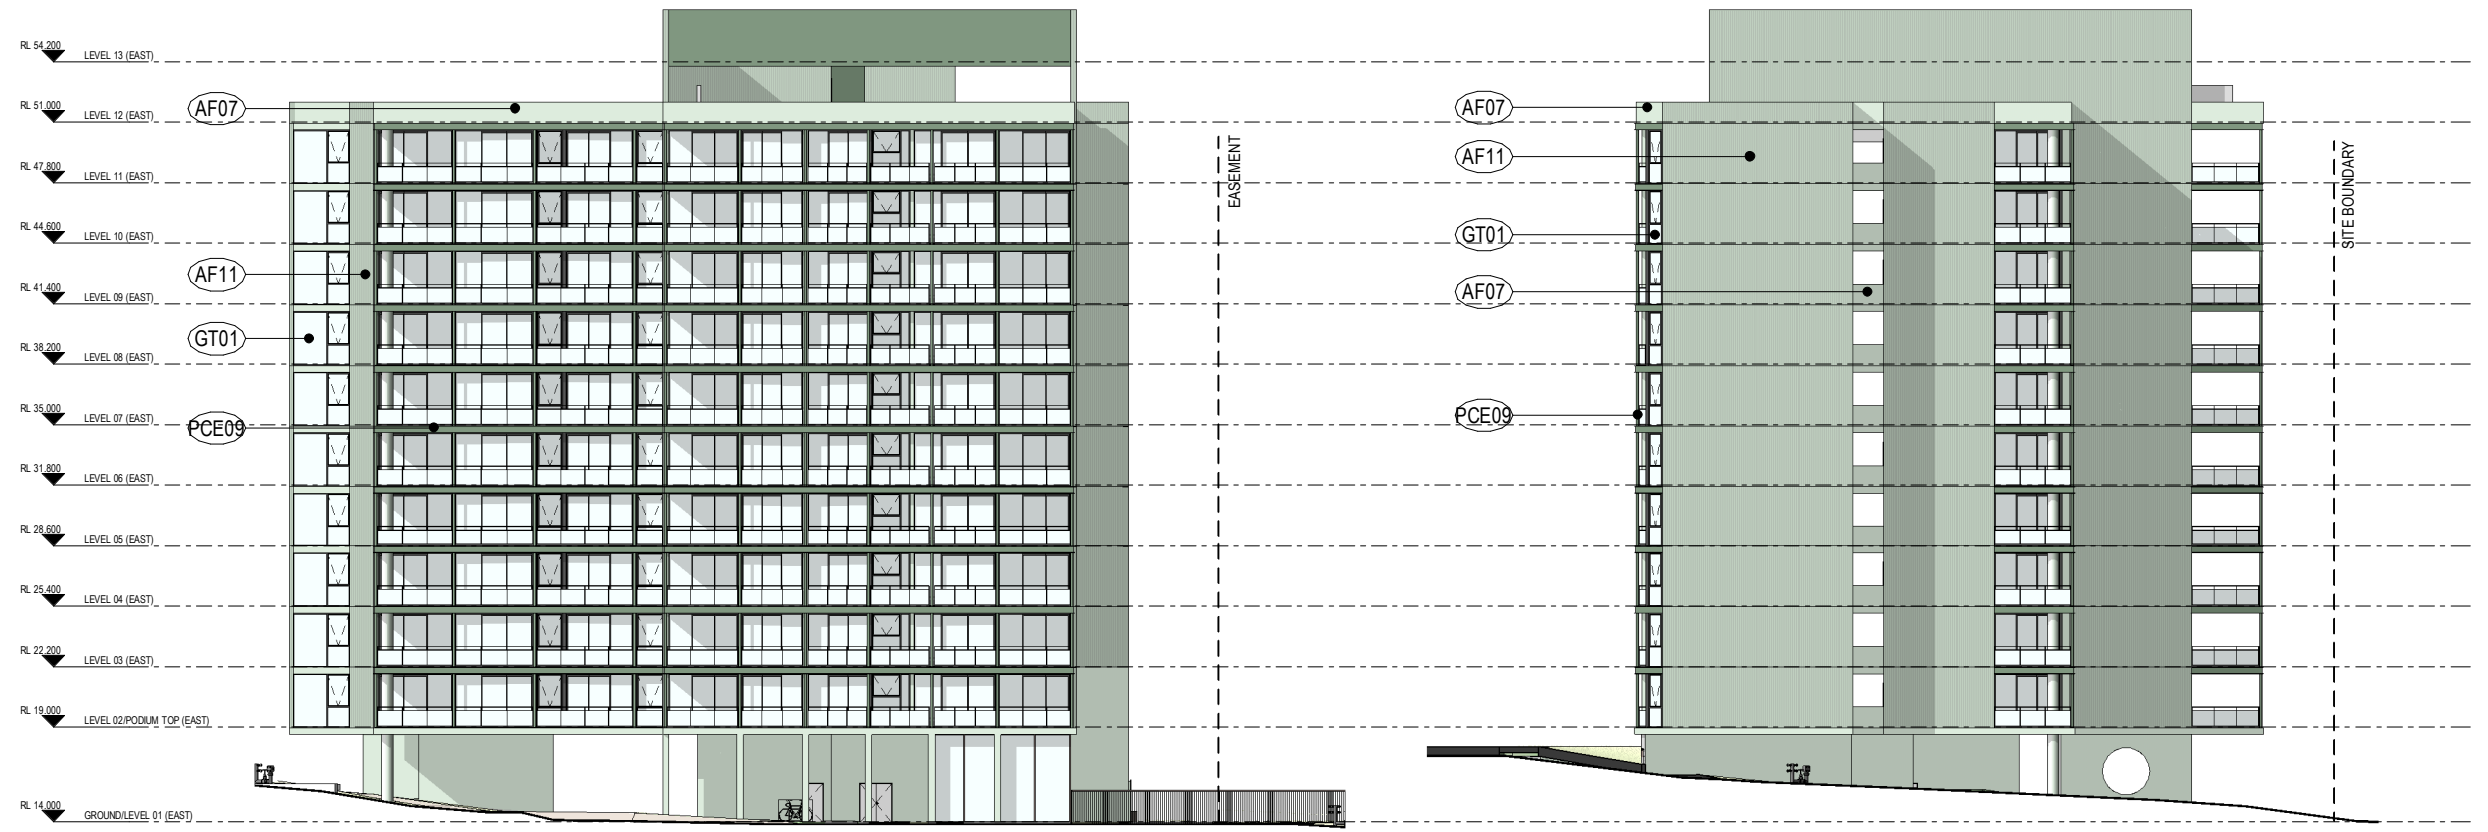 RL 54.200
LEVEL 13 (EAST)
RL 51.000
LEVEL 12 (EAST)
RL 47.800
LEVEL 11 (EAST)
RL 44.600
LEVEL 10 (EAST)
RL 41.400
LEVEL 09 (EAST)
RL 38.200
LEVEL 08 (EAST)
RL 35.000
LEVEL 07 (EAST)
RL 31.800
LEVEL 06 (EAST)
RL 28.600
LEVEL 05 (EAST)
RL 25.400
LEVEL 04 (EAST)
RL 22.200
LEVEL 03 (EAST)
RL 19.000
LEVEL 02/PODIUM TOP (EAST)
RL 14.000
GROUND/LEVEL 01 (EAST)
AF07
AF11
GT01
PCE09
EASEMENT
AF07
AF11
GT01
AF07
PCE09
SITE BOUNDARY